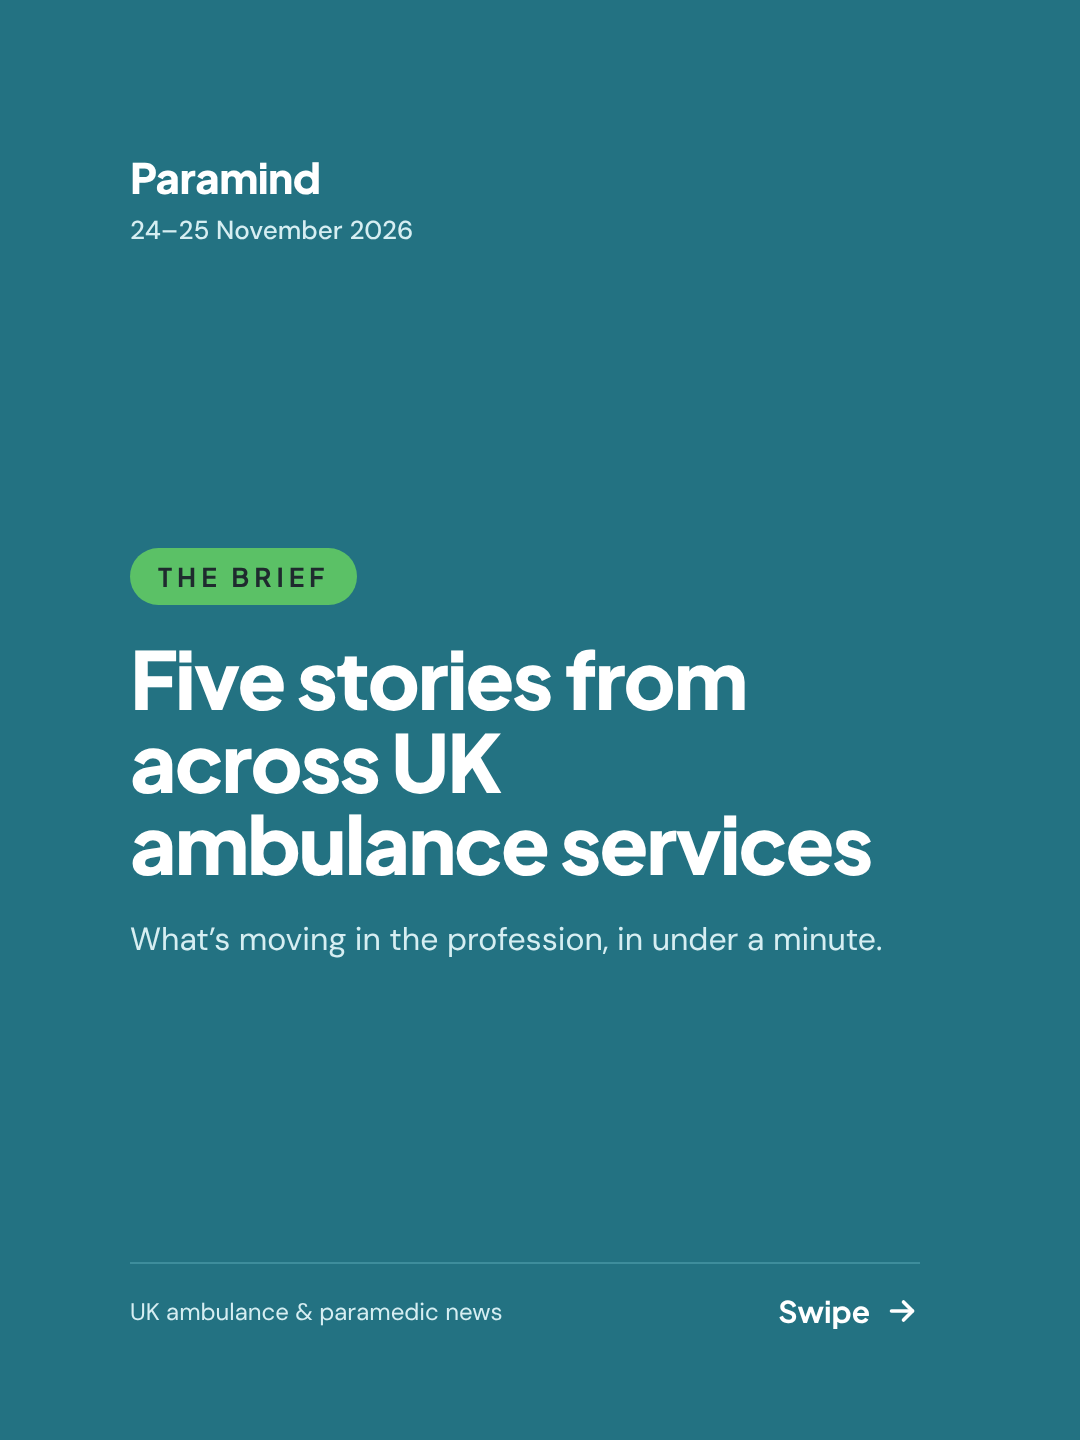 Paramind
24–25 November 2026
THE BRIEF
Five stories from
across UK
ambulance services
What’s moving in the profession, in under a minute.
UK ambulance & paramedic news
Swipe →